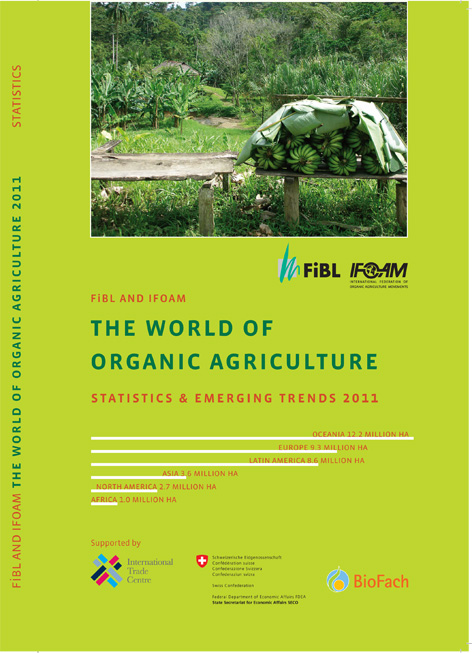 STATISTICS
FiBL AND IFOAM THE WORLD OF ORGANIC AGRICULTURE 2011
FiBL
IFOAM
INTERNATIONAL FEDERATION OF
ORGANIC AGRICULTURE MOVEMENTS
FiBL AND IFOAM
THE WORLD OF
ORGANIC AGRICULTURE
STATISTICS & EMERGING TRENDS 2011
OCEANIA 12.2 MILLION HA
EUROPE 9.3 MILLION HA
LATIN AMERICA 8.6 MILLION HA
ASIA 3.6 MILLION HA
NORTH AMERICA 2.7 MILLION HA
AFRICA 1.0 MILLION HA
Supported by
International
Trade
Centre
Schweizerische Eidgenossenschaft
Confédération suisse
Confederazione Svizzera
Confederaziun svizra
Swiss Confederation
Federal Department of Economic Affairs FDEA
State Secretariat for Economic Affairs SECO
BioFach